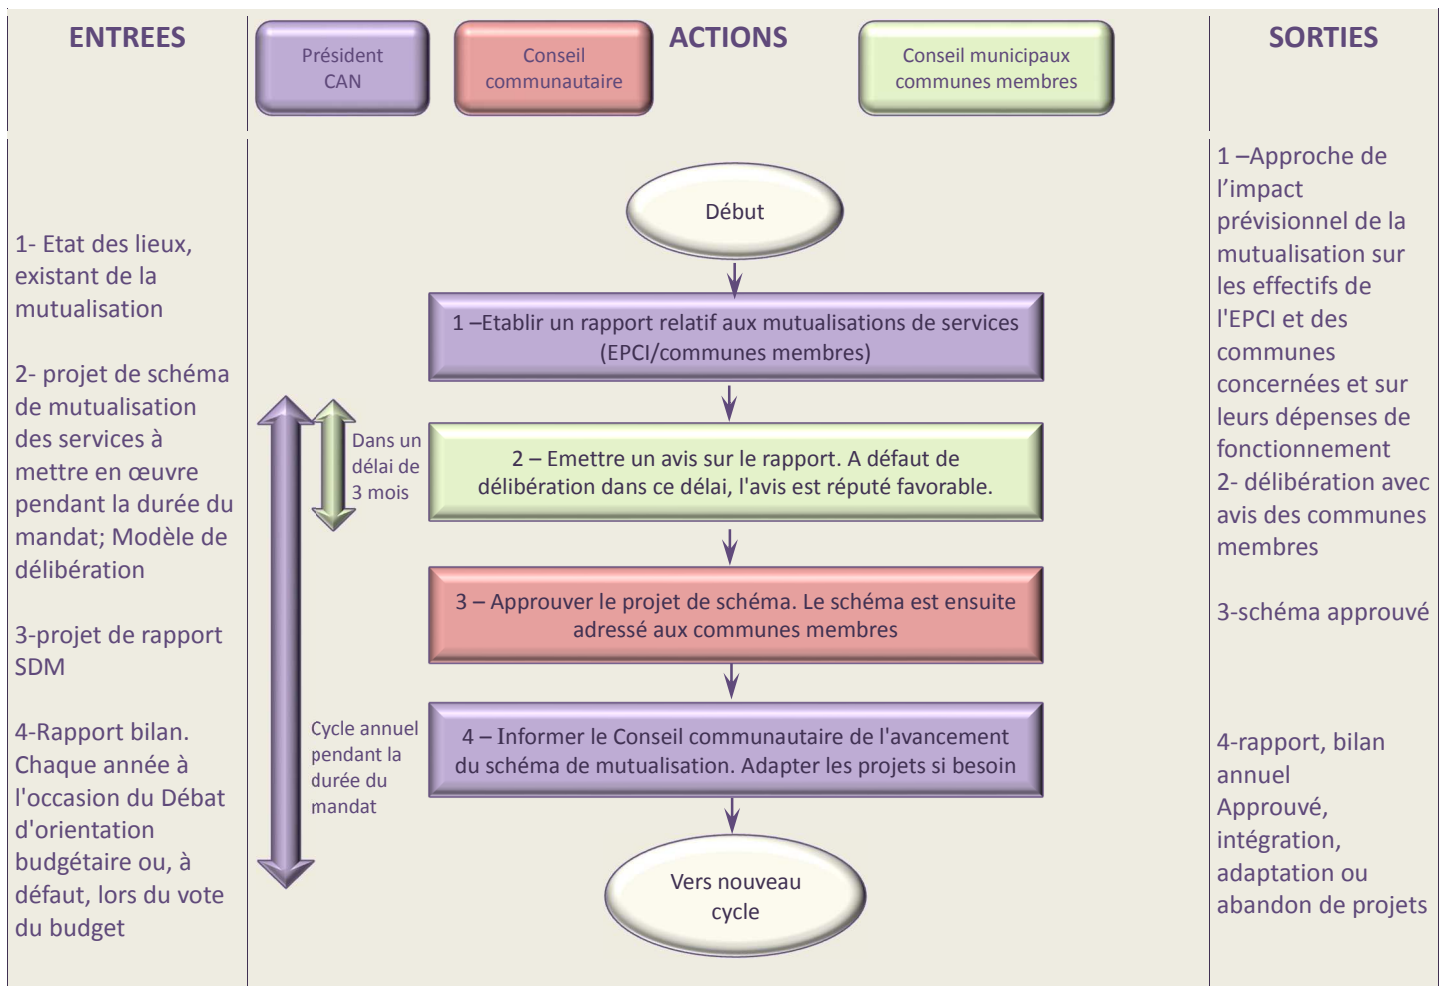 ENTREES
Président
CAN
Conseil
communautaire
ACTIONS
Conseil municipaux
communes membres
SORTIES
1- Etat des lieux,
existant de la
mutualisation
2- projet de schéma
de mutualisation
des services à
mettre en œuvre
pendant la durée du
mandat; Modèle de
délibération
3-projet de rapport
SDM
4-Rapport bilan.
Chaque année à
l'occasion du Débat
d'orientation
budgétaire ou, à
défaut, lors du vote
du budget
Début
1 –Etablir un rapport relatif aux mutualisations de services
(EPCI/communes membres)
Dans un
délai de
3 mois
2 – Emettre un avis sur le rapport. A défaut de
délibération dans ce délai, l'avis est réputé favorable.
3 – Approuver le projet de schéma. Le schéma est ensuite
adressé aux communes membres
Cycle annuel
pendant la
durée du
mandat
4 – Informer le Conseil communautaire de l'avancement
du schéma de mutualisation. Adapter les projets si besoin
Vers nouveau
cycle
1 –Approche de
l’impact
prévisionnel de la
mutualisation sur
les effectifs de
l'EPCI et des
communes
concernées et sur
leurs dépenses de
fonctionnement
2- délibération avec
avis des communes
membres
3-schéma approuvé
4-rapport, bilan
annuel
Approuvé,
intégration,
adaptation ou
abandon de projets